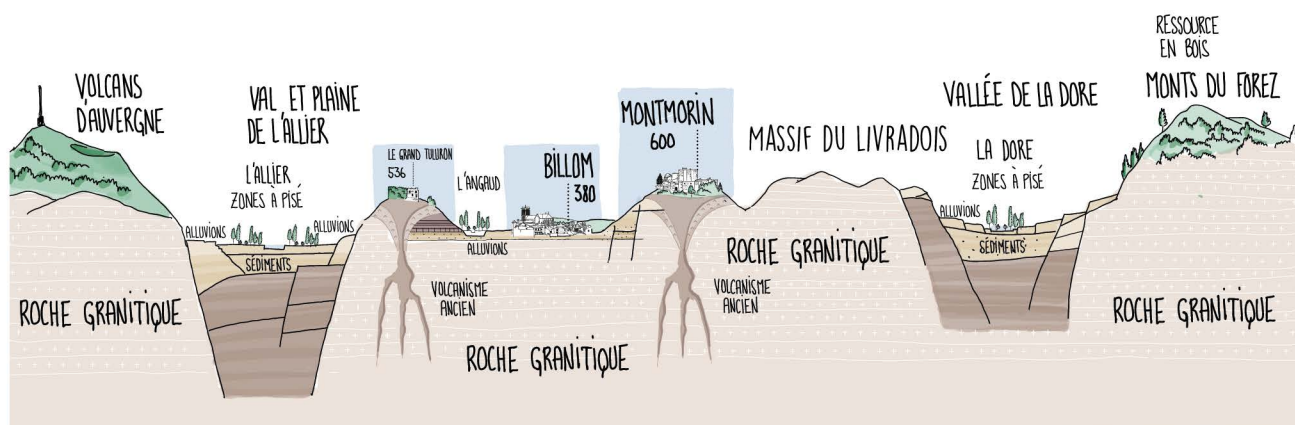 VOLCANS
D'AUVERGNE
VAL ET PLAINE
DE L'ALLIER
L'ALLIER
ZONES À PISÉ
ALLUVIONS
ALLUVIONS
SÉDIMENTS
ROCHE GRANITIQUE
LE GRAND TULURON
536
L'ANGAUD
BILLOM
380
ALLUVIONS
VOLCANISME
ANCIEN
ROCHE GRANITIQUE
MONTMORIN
600
VOLCANISME
ANCIEN
MASSIF DU LIVRADOIS
ROCHE GRANITIQUE
VALLÉE DE LA DORE
LA DORE
ZONES À PISÉ
ALLUVIONS
SÉDIMENTS
RESSOURCE
EN BOIS
MONTS DU FOREZ
ROCHE GRANITIQUE